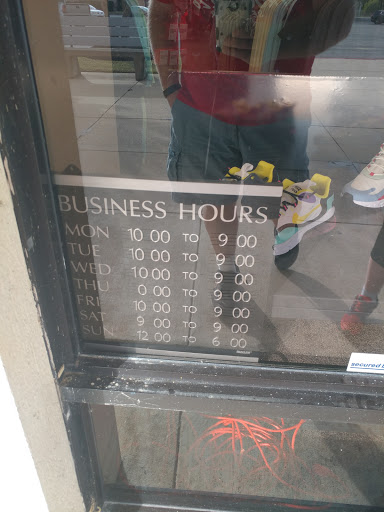 BUSINESS HOURS
MON 10 00 TO 9 00
TUE 10 00 TO 9 00
WED 10 00 TO 9 00
THU 0 00 TO 9 00
FRI 10 00 TO 9 00
SAT 9 00 TO 9 00
SUN 12 00 TO 6 00
secured b